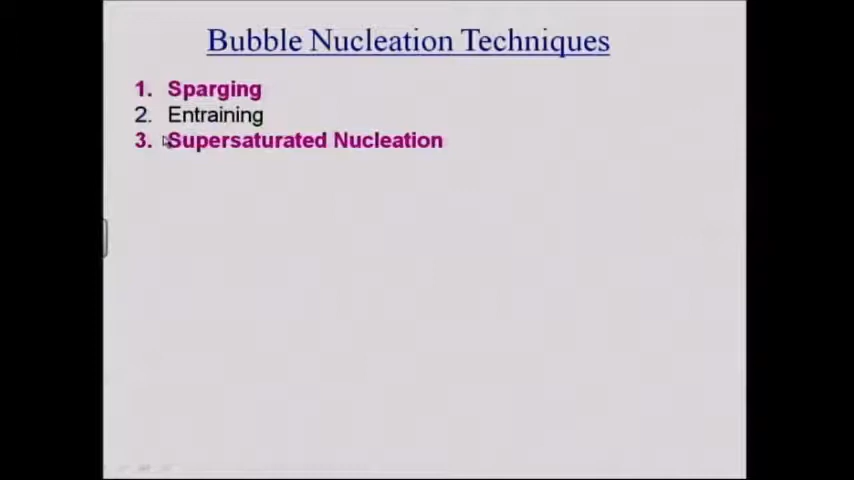 Bubble Nucleation Techniques
1. Sparging
2. Entraining
3. Supersaturated Nucleation